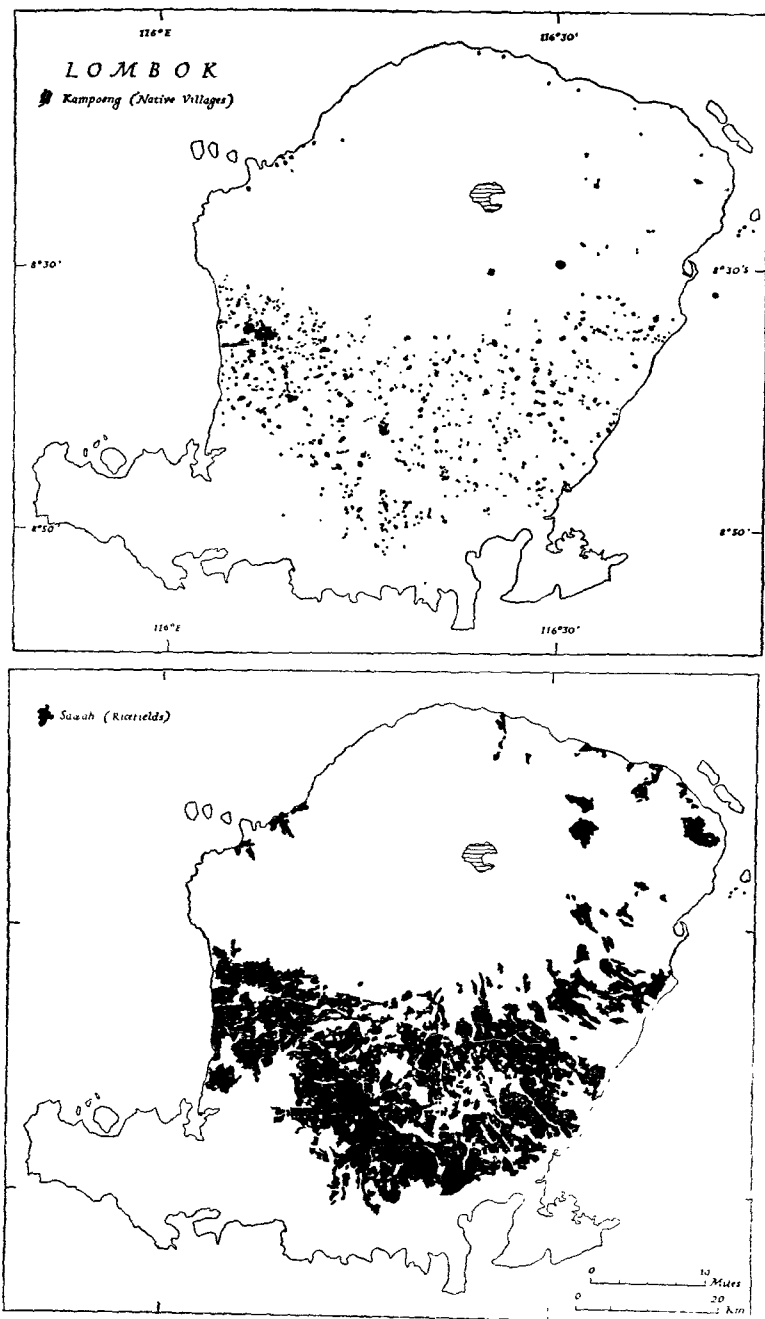 116°E 116°30'
LOMBOK
Kampoeng (Native Villages)
8°30' 8°30'S
8°50' 8°50'
116°E 116°30'
Sawah (Ricefields)
0 10
Miles
0 20
Km